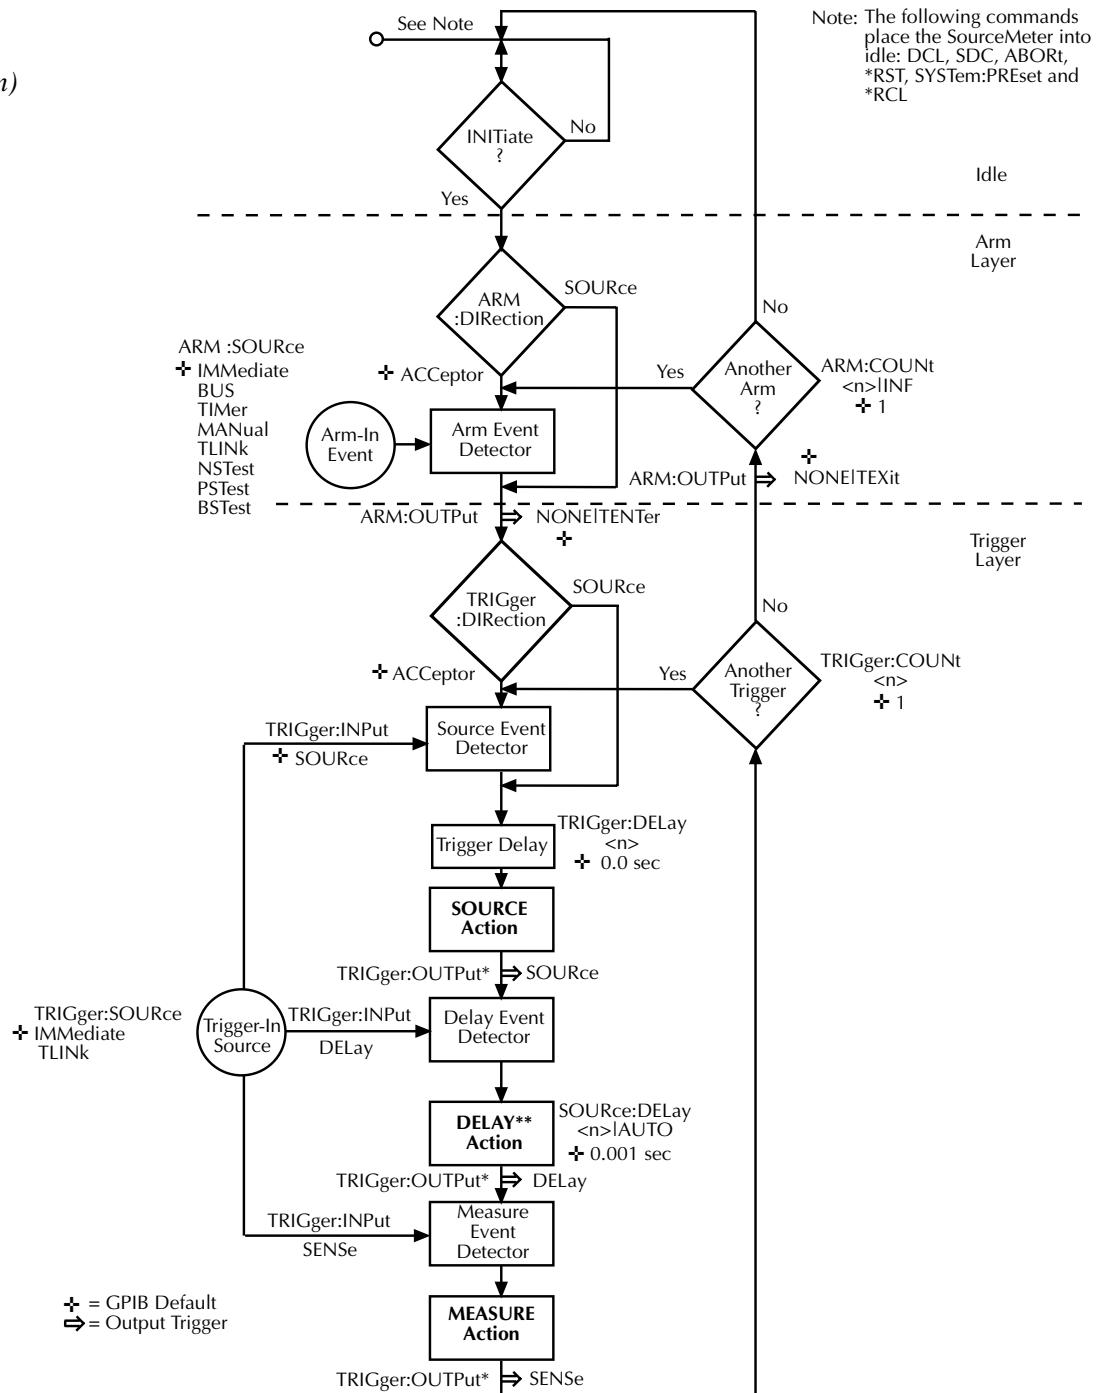 See Note
Note: The following commands
place the SourceMeter into
idle: DCL, SDC, ABORt,
*RST, SYSTem:PREset and
*RCL
n)
INITiate
?
No
Yes
Idle
Arm
Layer
ARM
:DIRection
SOURce
No
ARM :SOURce
✛ IMMediate
BUS
TIMer
MANual
TLINk
NSTest
PSTest
BSTest
✛ ACCeptor
Yes
Another
Arm
?
ARM:COUNt
<n>|INF
✛ 1
Arm-In
Event
Arm Event
Detector
ARM:OUTPut ⇨ NONE|TEXit
✛
ARM:OUTPut ⇨ NONE|TENTer
✛
Trigger
Layer
TRIGger
:DIRection
SOURce
No
✛ ACCeptor
Yes
Another
Trigger
?
TRIGger:COUNt
<n>
✛ 1
TRIGger:INPut
✛ SOURce
Source Event
Detector
Trigger Delay
TRIGger:DELay
<n>
✛ 0.0 sec
SOURCE
Action
TRIGger:OUTPut* ⇨ SOURce
TRIGger:SOURce
✛ IMMediate
TLINk
Trigger-In
Source
TRIGger:INPut
DELay
Delay Event
Detector
DELAY**
Action
SOURce:DELay
<n>|AUTO
✛ 0.001 sec
TRIGger:OUTPut* ⇨ DELay
TRIGger:INPut
SENSe
Measure
Event
Detector
✛ = GPIB Default
⇨ = Output Trigger
MEASURE
Action
TRIGger:OUTPut* ⇨ SENSe